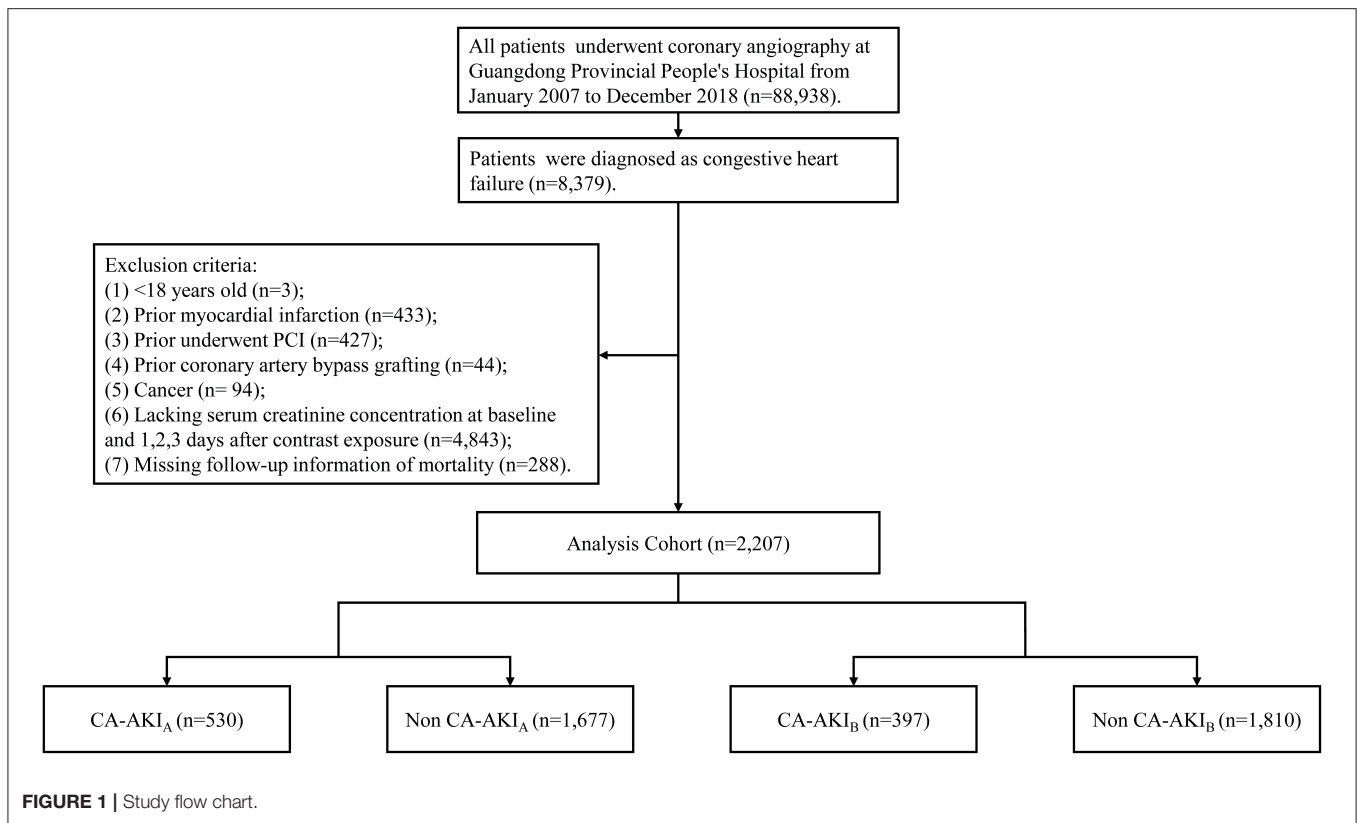 All patients underwent coronary angiography at
Guangdong Provincial People's Hospital from
January 2007 to December 2018 (n=88,938).
Patients were diagnosed as congestive heart
failure (n=8,379).
Exclusion criteria:
(1) <18 years old (n=3);
(2) Prior myocardial infarction (n=433);
(3) Prior underwent PCI (n=427);
(4) Prior coronary artery bypass grafting (n=44);
(5) Cancer (n= 94);
(6) Lacking serum creatinine concentration at baseline
and 1,2,3 days after contrast exposure (n=4,843);
(7) Missing follow-up information of mortality (n=288).
Analysis Cohort (n=2,207)
CA-AKI_A (n=530)
Non CA-AKI_A (n=1,677)
CA-AKI_B (n=397)
Non CA-AKI_B (n=1,810)
FIGURE 1 | Study flow chart.